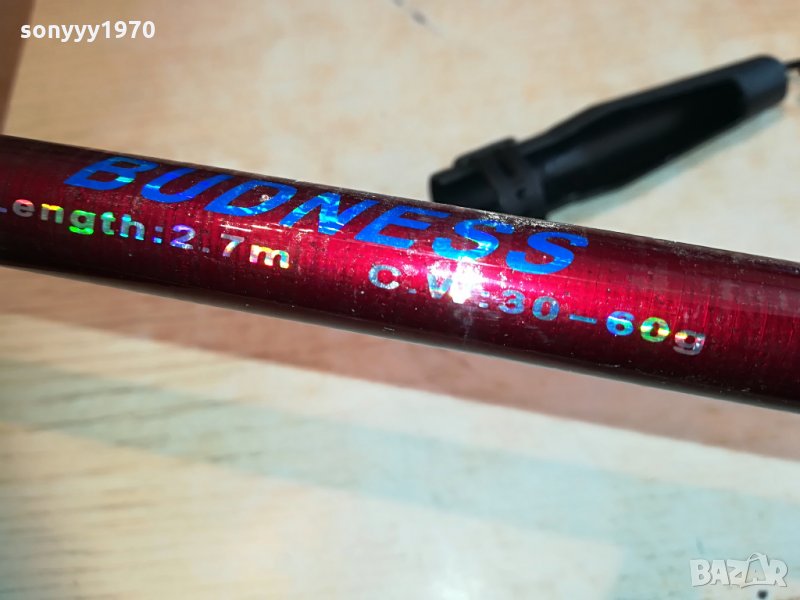 sonyyy1970
BUDNESS
Length:2.7m C.W:30-60g
BAZAR